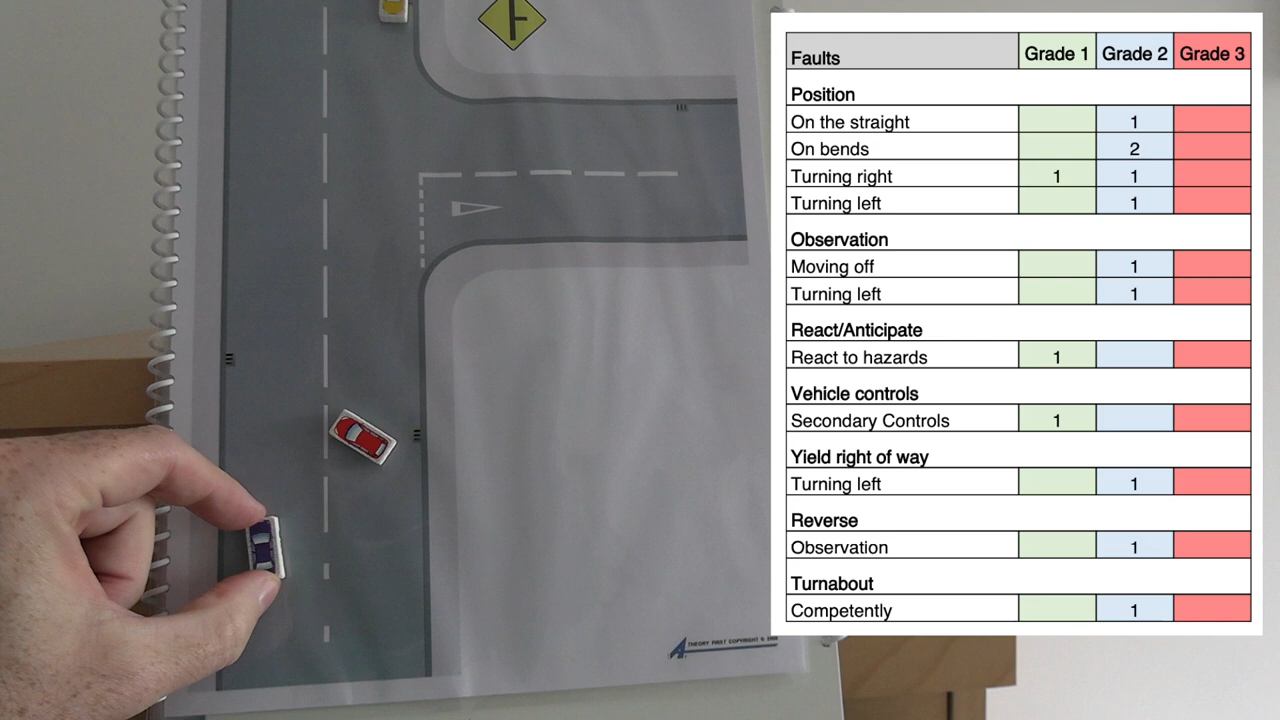 Faults Grade 1 Grade 2 Grade 3
Position
On the straight 1
On bends 2
Turning right 1 1
Turning left 1
Observation
Moving off 1
Turning left 1
React/Anticipate
React to hazards 1
Vehicle controls
Secondary Controls 1
Yield right of way
Turning left 1
Reverse
Observation 1
Turnabout
Competently 1
THEORY FIRST COPYRIGHT ©